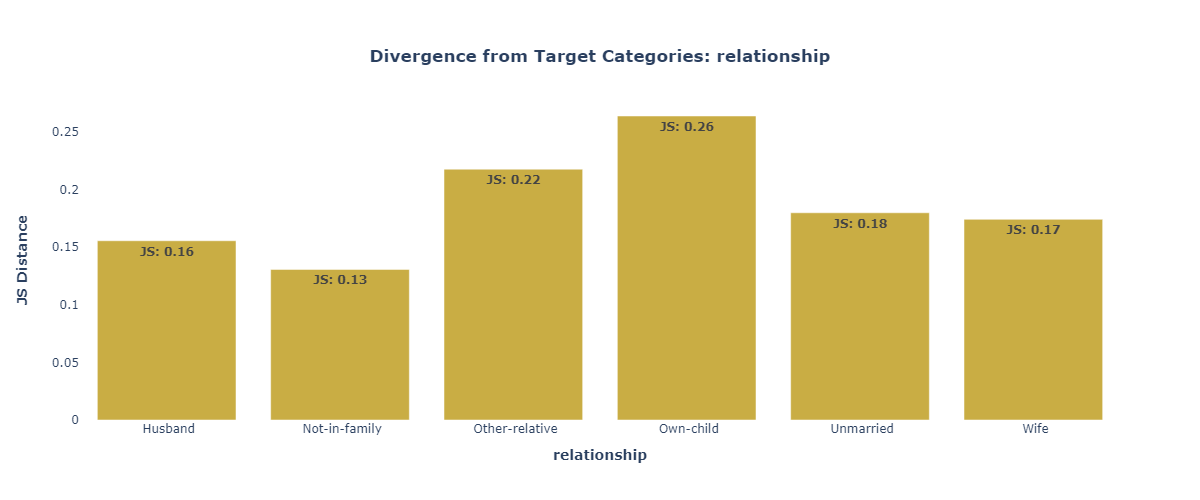 Divergence from Target Categories: relationship
JS Distance
0.25
0.2
0.15
0.1
0.05
0
JS: 0.16
JS: 0.13
JS: 0.22
JS: 0.26
JS: 0.18
JS: 0.17
Husband
Not-in-family
Other-relative
Own-child
Unmarried
Wife
relationship